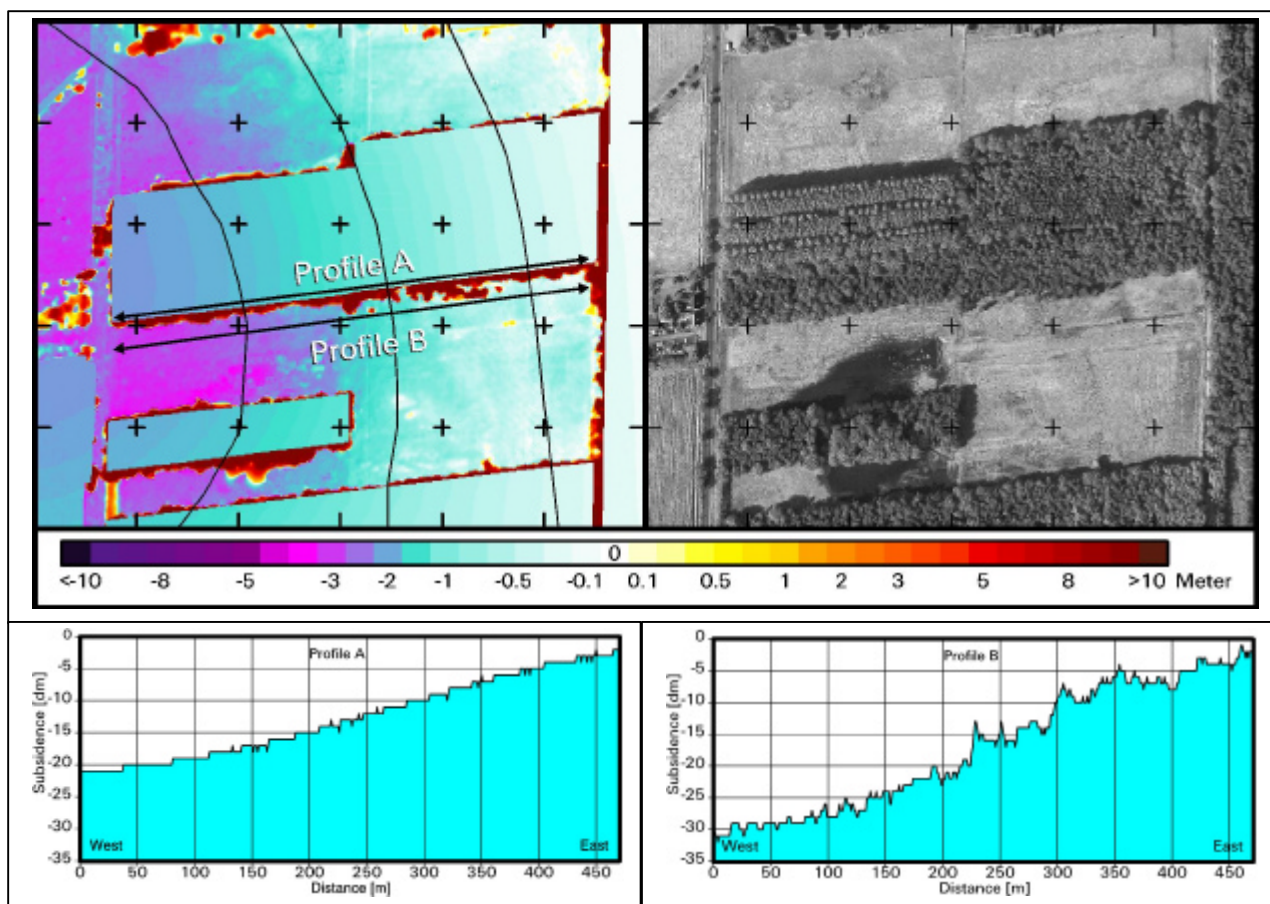 Profile A
Profile B
0
<-10 -8 -5 -3 -2 -1 -0.5 -0.1 0.1 0.5 1 2 3 5 8 >10 Meter
Profile A
0
-5
-10
-15
-20
-25
-30
-35
Subsidence [dm]
West East
0 50 100 150 200 250 300 350 400 450
Distance [m]
Profile B
0
-5
-10
-15
-20
-25
-30
-35
Subsidence [dm]
West East
0 50 100 150 200 250 300 350 400 450
Distance [m]